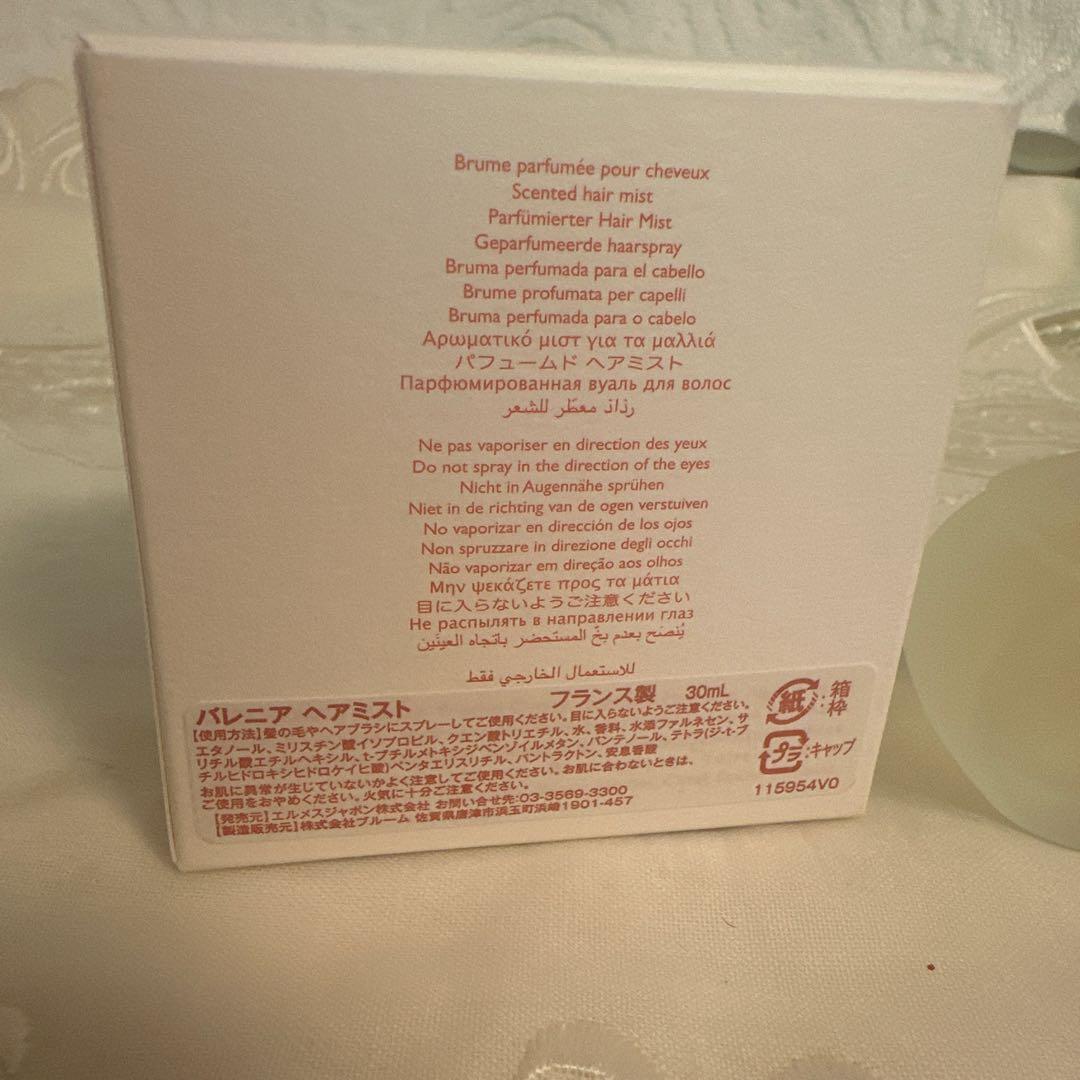 Brume parfumée pour cheveux
Scented hair mist
Parfümierter Hair Mist
Geparfumeerde haarspray
Bruma perfumada para el cabello
Brume profumata per capelli
Bruma perfumada para o cabelo
Αρωματικό μιστ για τα μαλλιά
パフュームド ヘアミスト
Парфюмированная вуаль для волос
رذاذ معطّر للشعر
Ne pas vaporiser en direction des yeux
Do not spray in the direction of the eyes
Nicht in Augennähe sprühen
Niet in de richting van de ogen verstuiven
No vaporizar en dirección de los ojos
Non spruzzare in direzione degli occhi
Não vaporizar em direção aos olhos
Μην ψεκάζετε προς τα μάτια
目に入らないようご注意ください
Не распылять в направлении глаз
يُنصَح بعدم بخّ المستحضر باتجاه العينَين
للاستعمال الخارجي فقط
バレニア ヘアミスト フランス製 30mL
【使用方法】髪の毛やヘアブラシにスプレーしてご使用ください。目に入らないようご注意ください。
エタノール、ミリスチン酸イソプロピル、クエン酸トリエチル、水、香料、水添ファルネセン、サ
リチル酸エチルヘキシル、t-ブチルメトキシジベンゾイルメタン、パンテノール、テトラ(ジ-t-ブ
チルヒドロキシヒドロケイヒ酸)ペンタエリスリチル、パントラクトン、安息香酸
お肌に異常が生じていないかよく注意してご使用ください。お肌に合わないときは、
ご使用をおやめください。火気に十分ご注意ください。
【発売元】エルメスジャポン株式会社 お問い合せ先:03-3569-3300
【製造販売元】株式会社ブルーム 佐賀県唐津市浜玉町浜崎1901-457
紙 :箱 枠
プラ :キャップ
115954V0